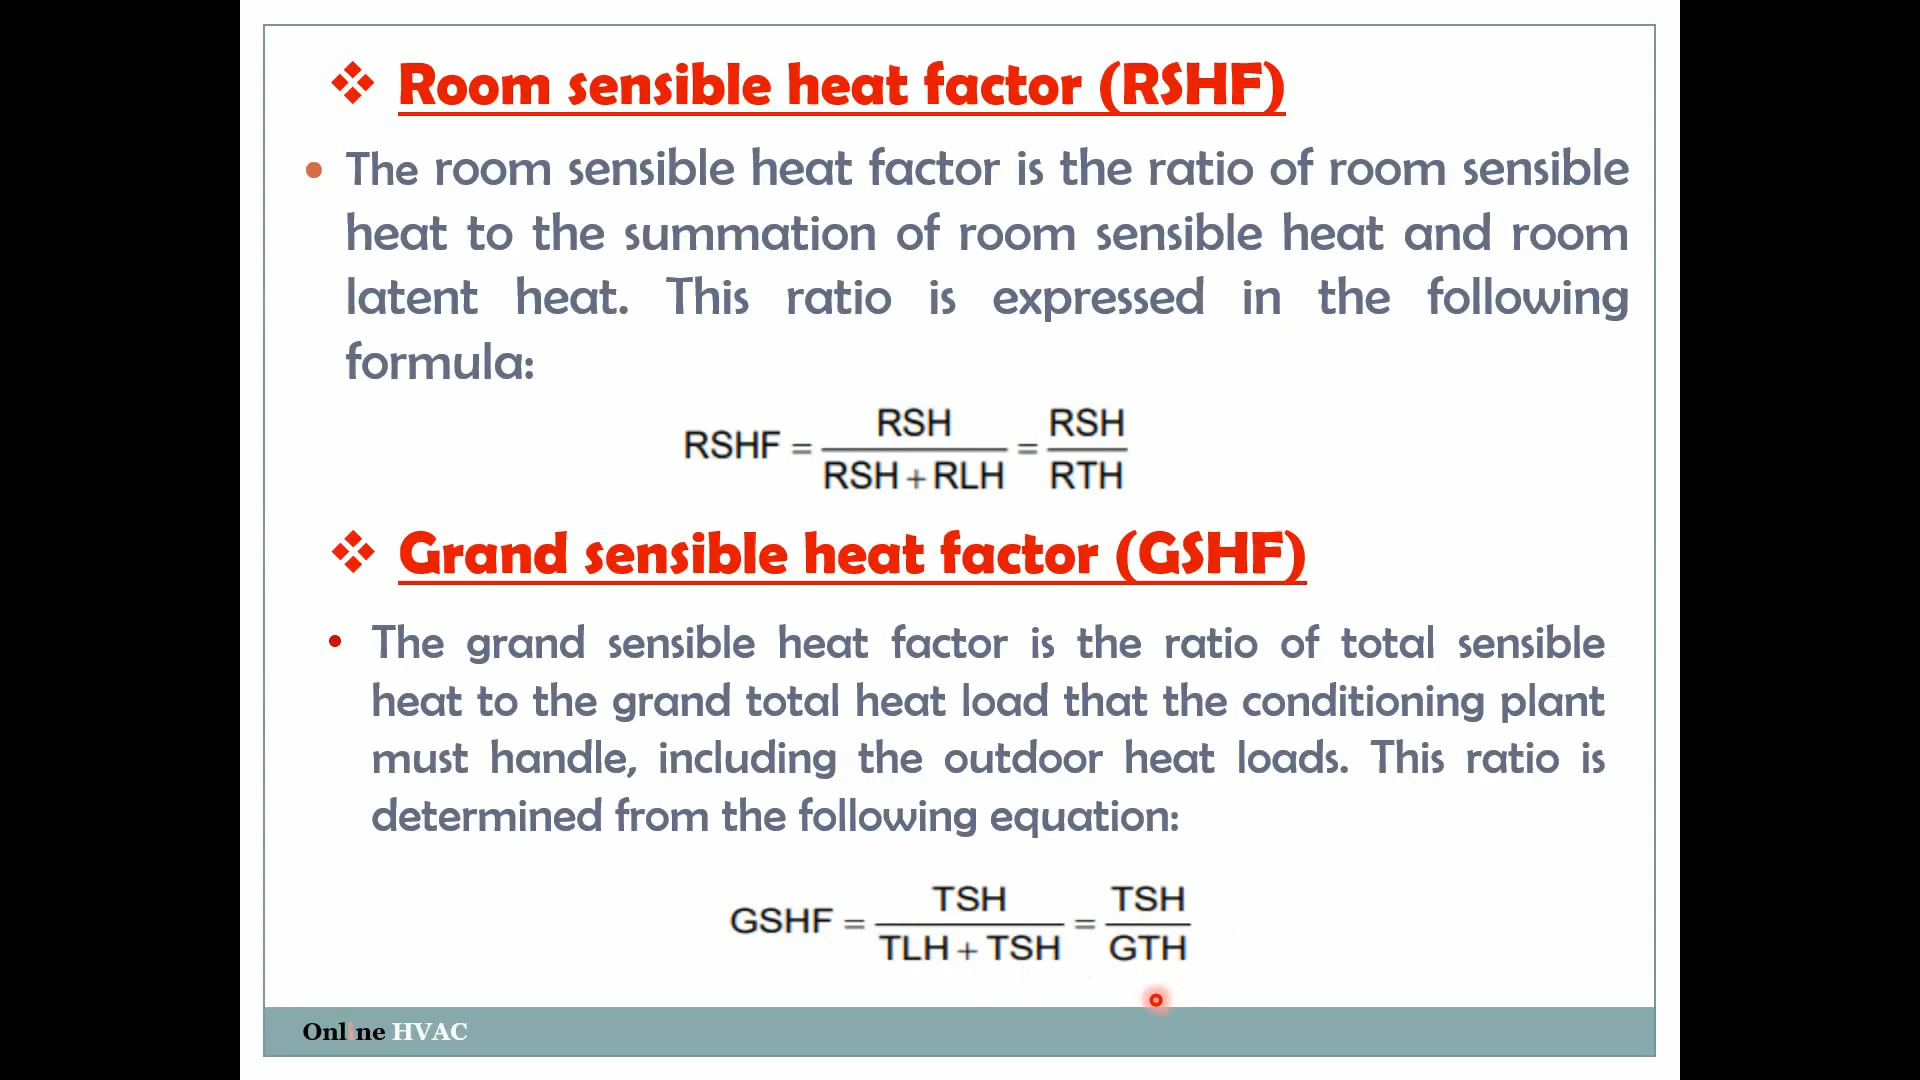 ❖ Room sensible heat factor (RSHF)
• The room sensible heat factor is the ratio of room sensible
heat to the summation of room sensible heat and room
latent heat. This ratio is expressed in the following
formula:
RSHF = RSH / (RSH + RLH) = RSH / RTH
❖ Grand sensible heat factor (GSHF)
• The grand sensible heat factor is the ratio of total sensible
heat to the grand total heat load that the conditioning plant
must handle, including the outdoor heat loads. This ratio is
determined from the following equation:
GSHF = TSH / (TLH + TSH) = TSH / GTH
Online HVAC